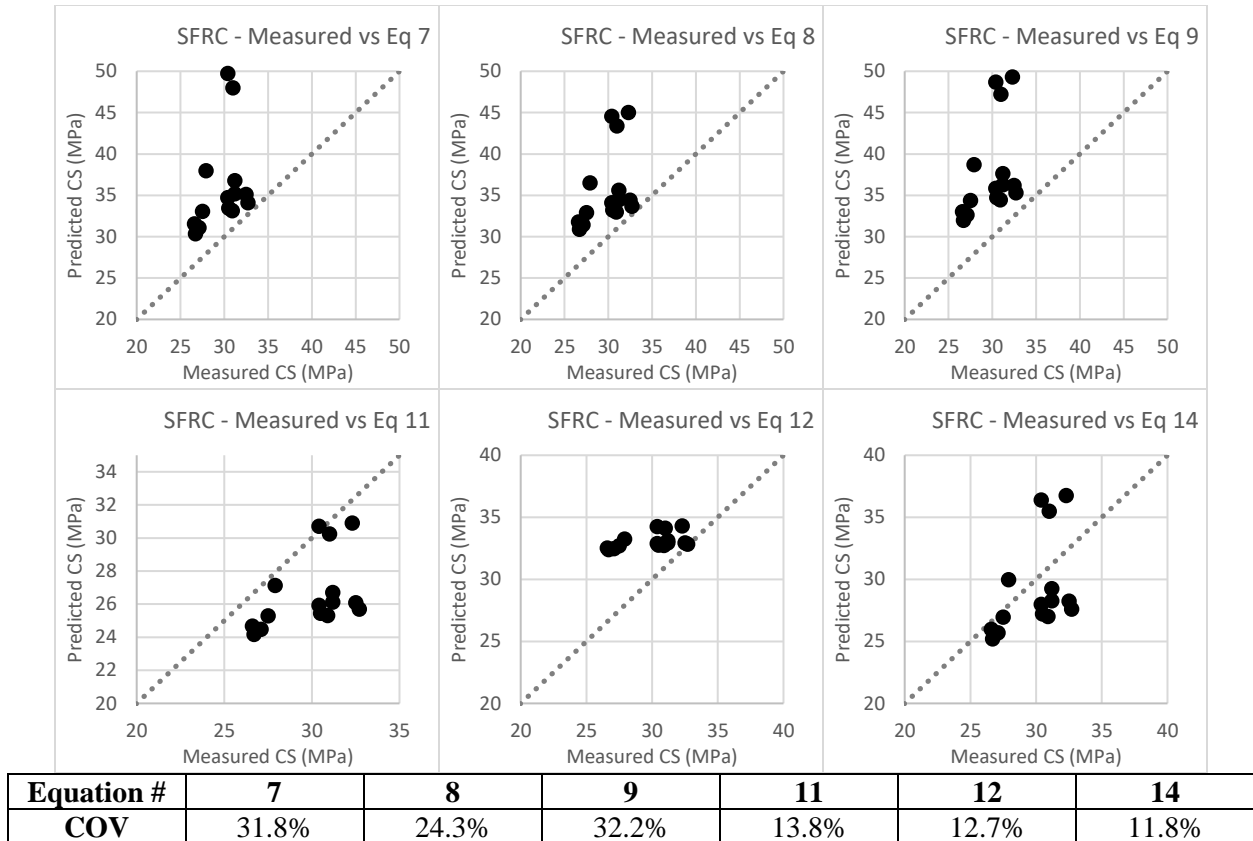 SFRC - Measured vs Eq 7
50
45
40
35
30
25
20
Predicted CS (MPa)
20 25 30 35 40 45 50
Measured CS (MPa)
SFRC - Measured vs Eq 8
50
45
40
35
30
25
20
Predicted CS (MPa)
20 25 30 35 40 45 50
Measured CS (MPa)
SFRC - Measured vs Eq 9
50
45
40
35
30
25
20
Predicted CS (MPa)
20 25 30 35 40 45 50
Measured CS (MPa)
SFRC - Measured vs Eq 11
34
32
30
28
26
24
22
20
Predicted CS (MPa)
20 25 30 35
Measured CS (MPa)
SFRC - Measured vs Eq 12
40
35
30
25
20
Predicted CS (MPa)
20 25 30 35 40
Measured CS (MPa)
SFRC - Measured vs Eq 14
40
35
30
25
20
Predicted CS (MPa)
20 25 30 35 40
Measured CS (MPa)
Equation # 7 8 9 11 12 14
COV 31.8% 24.3% 32.2% 13.8% 12.7% 11.8%